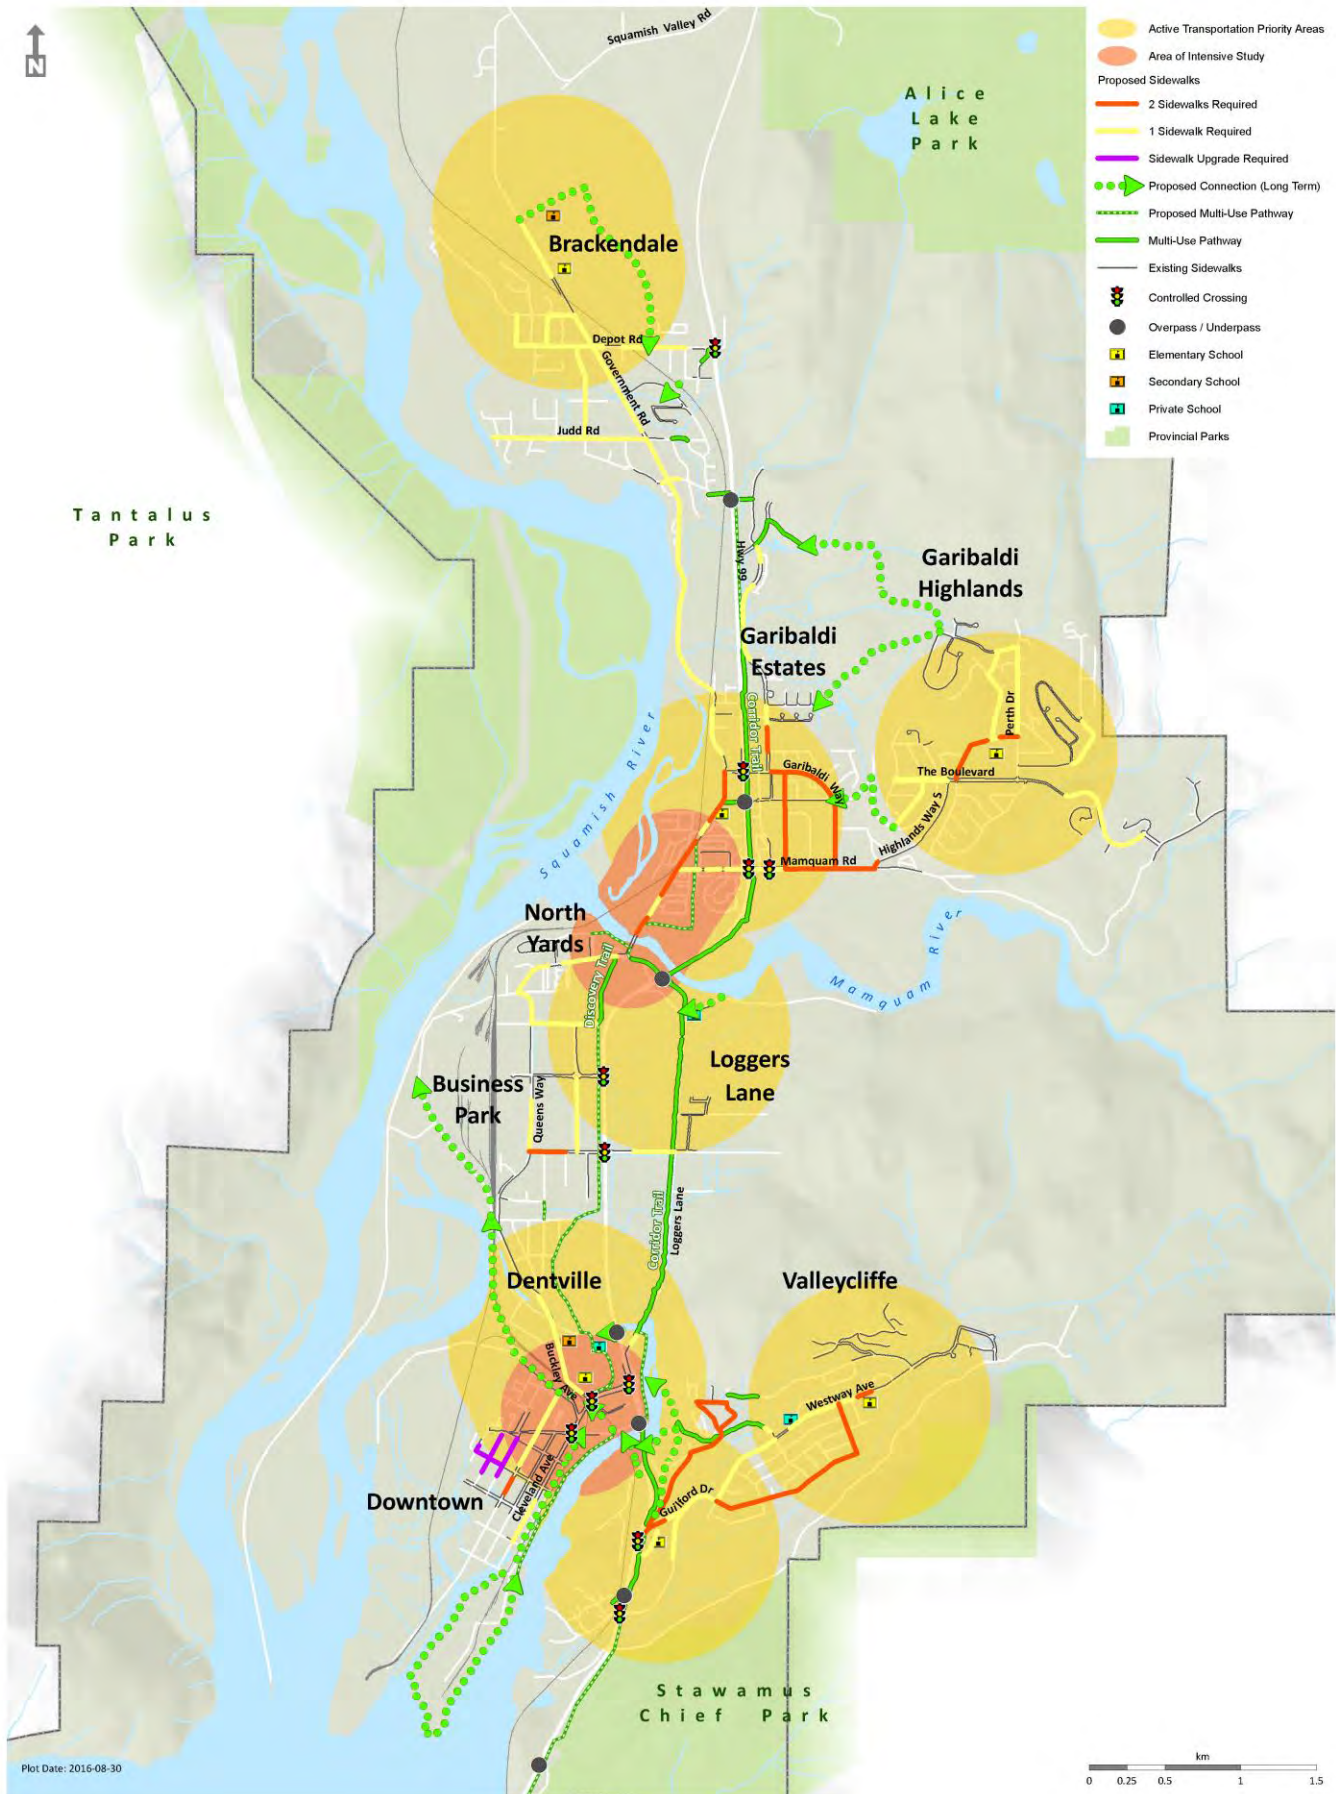 Squamish Valley Rd
N
Alice
Lake
Park
Active Transportation Priority Areas
Area of Intensive Study
Proposed Sidewalks
2 Sidewalks Required
1 Sidewalk Required
Sidewalk Upgrade Required
Proposed Connection (Long Term)
Proposed Multi-Use Pathway
Multi-Use Pathway
Existing Sidewalks
Controlled Crossing
Overpass / Underpass
Elementary School
Secondary School
Private School
Provincial Parks
Brackendale
Depot Rd
Government Rd
Judd Rd
Tantalus
Park
Hwy 99
Garibaldi
Highlands
Garibaldi
Estates
Corridor Trail
Perth Dr
Squamish River
Garibaldi Way
The Boulevard
Highlands Way S
Mamquam Rd
North
Yards
Mamquam River
Discovery Trail
Loggers
Lane
Business
Park
Queens Way
Corridor Trail
Loggers Lane
Dentville
Valleycliffe
Buckley Ave
Westway Ave
Downtown
Cleveland Ave
Guilford Dr
Stawamus
Chief Park
Plot Date: 2016-08-30
km
0 0.25 0.5 1 1.5